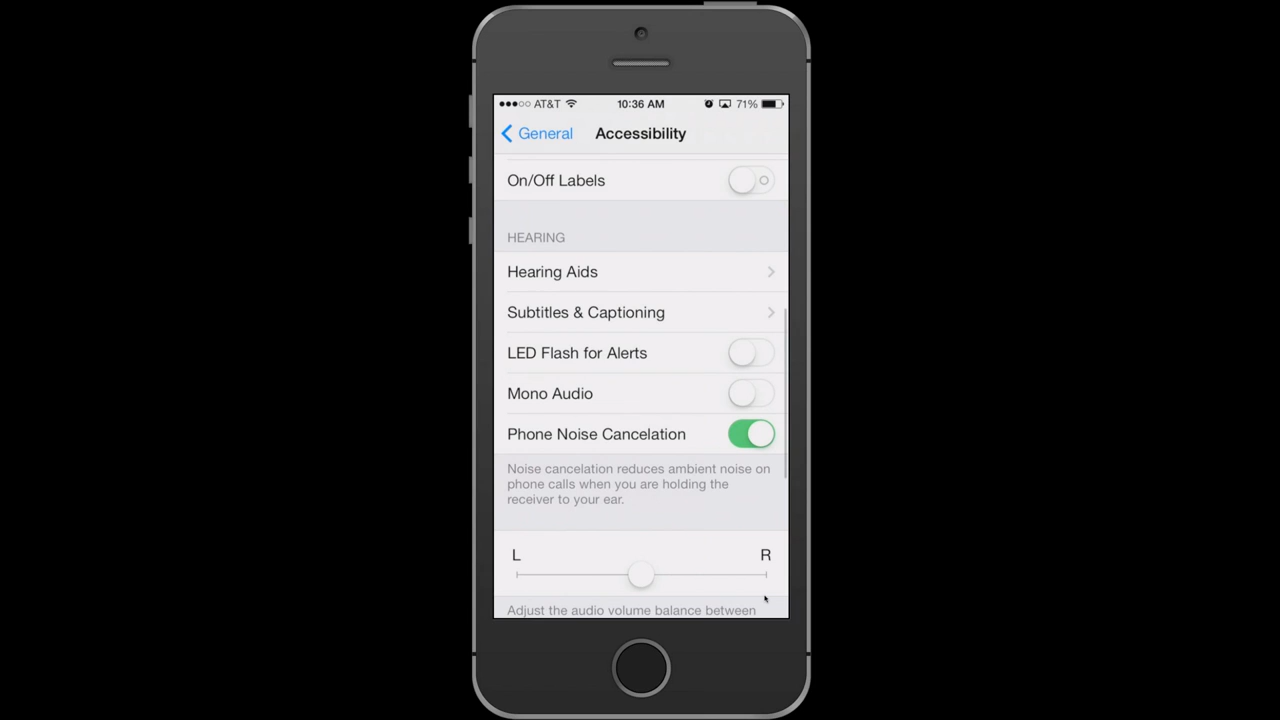 AT&T 10:36 AM 71%
General Accessibility
On/Off Labels
HEARING
Hearing Aids
Subtitles & Captioning
LED Flash for Alerts
Mono Audio
Phone Noise Cancelation
Noise cancelation reduces ambient noise on
phone calls when you are holding the
receiver to your ear.
L R
Adjust the audio volume balance between